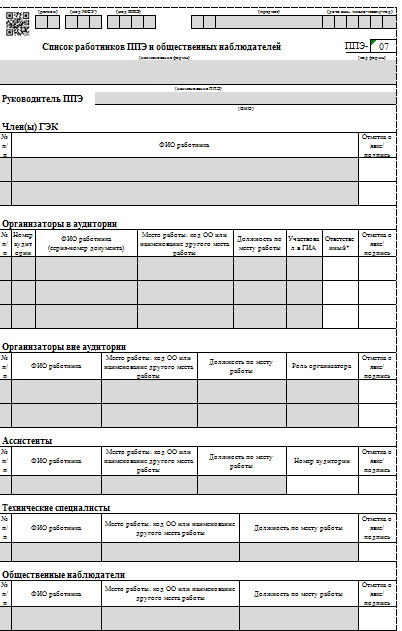 (регион) (код МСУ) (код ППЭ) (предмет) (дата экз. число-месяц-год)
Список работников ППЭ и общественных наблюдателей ППЭ- 07
(наименование формы) (код формы)
(наименование ППЭ)
Руководитель ППЭ
(ФИО)
Член(ы) ГЭК
№ п/п ФИО работника Отметка о явке/подпись
Организаторы в аудитории
№ Номер ФИО работника Место работы: код ОО или Должность по Участвова Ответстве Отметка о
п/ аудит (серия-номер документа) наименование другого места месту работы л в ГИА нный* явке/
п ории работы подпись
Организаторы вне аудитории
№ Место работы: код ОО или Должность по месту Отметка о
п/ ФИО работника наименование другого места работы Роль организатора явке/
п работы подпись
Ассистенты
№ Место работы: код ОО или Должность по месту Отметка о
п/ ФИО работника наименование другого места работы Номер аудитории явке/
п работы подпись
Технические специалисты
№ Место работы: код ОО или наименование Отметка о
п/ ФИО работника другого места работы Должность по месту работы явке/
п подпись
Общественные наблюдатели
№ Место работы: код ОО или наименование Отметка о
п/ ФИО работника другого места работы Должность по месту работы явке/
п подпись